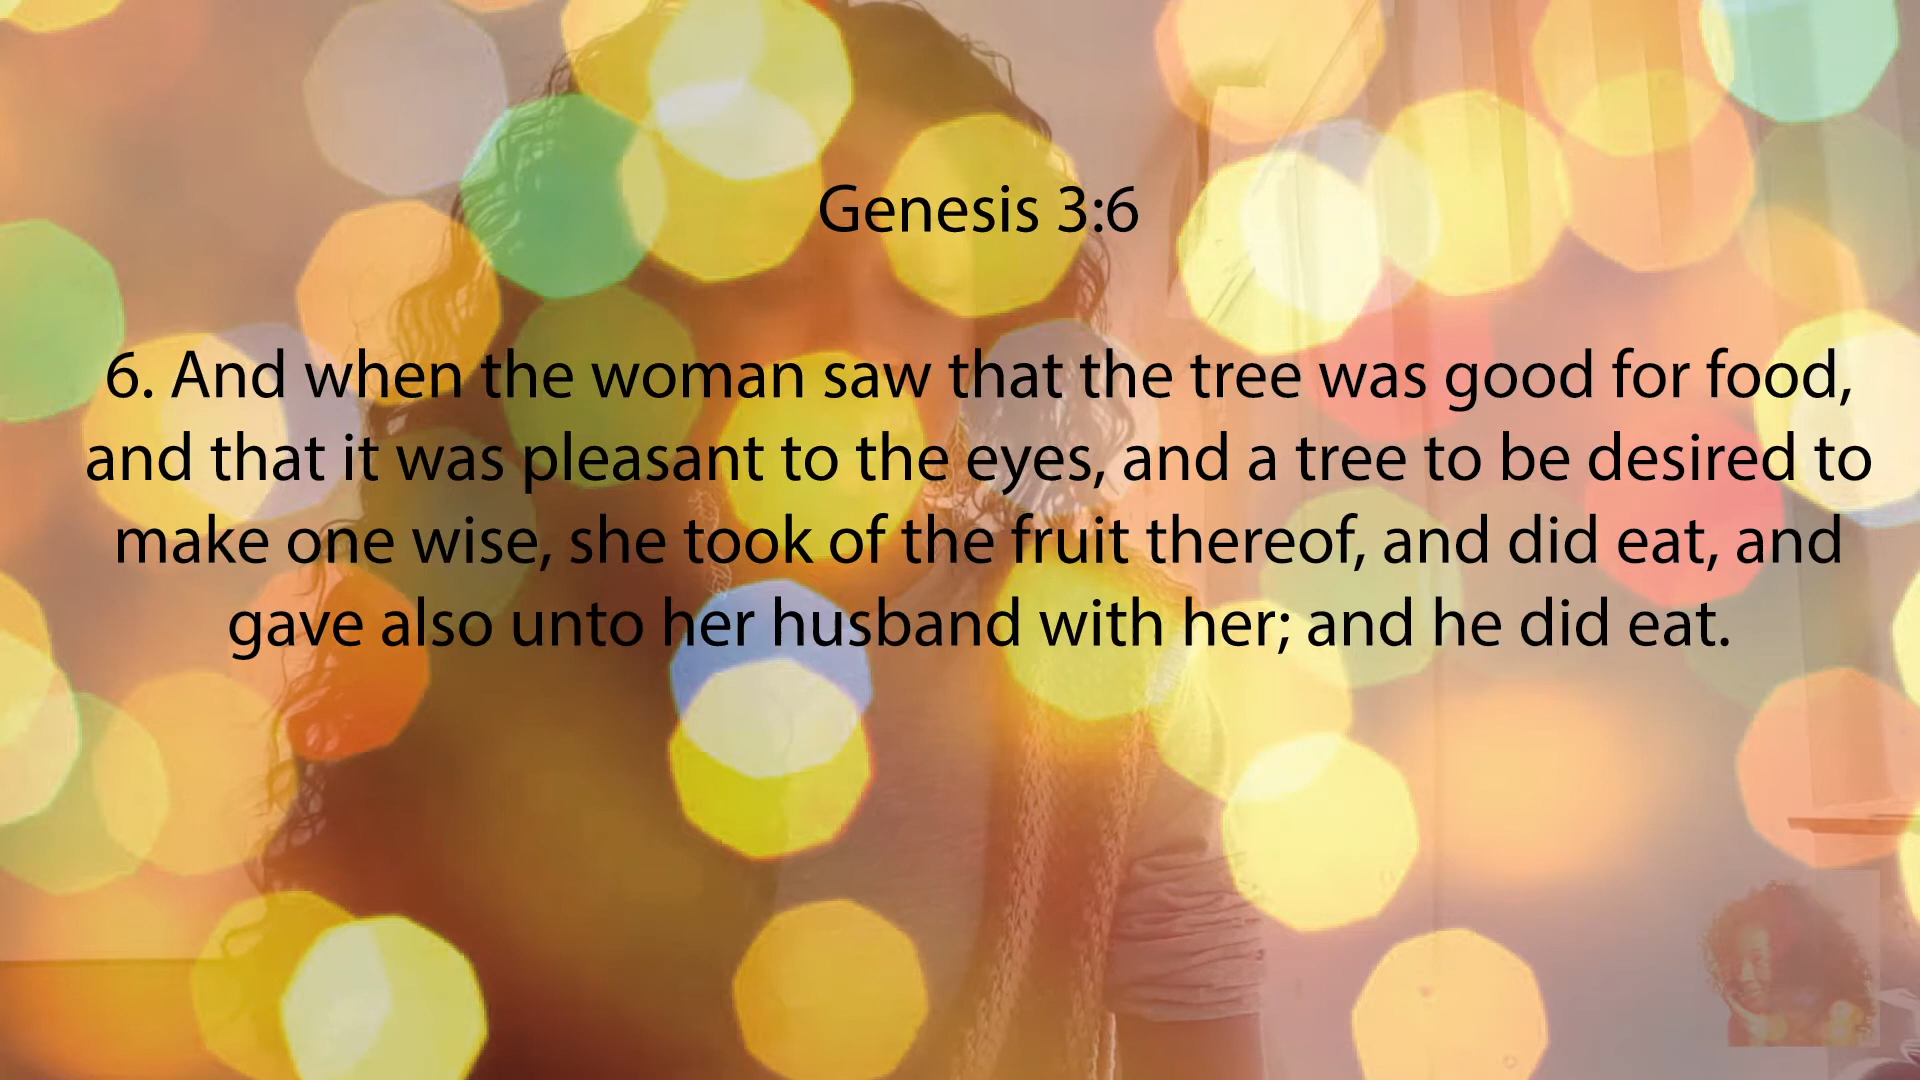 Genesis 3:6
6. And when the woman saw that the tree was good for food,
and that it was pleasant to the eyes, and a tree to be desired to
make one wise, she took of the fruit thereof, and did eat, and
gave also unto her husband with her; and he did eat.